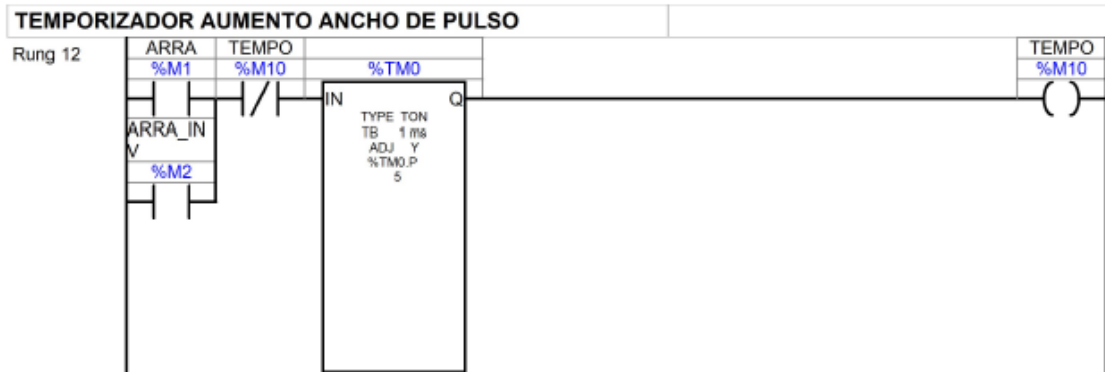 TEMPORIZADOR AUMENTO ANCHO DE PULSO
Rung 12
ARRA TEMPO TEMPO
%M1 %M10 %TM0 %M10
IN Q
TYPE TON
TB 1 ms
ADJ Y
%TM0.P
5
ARRA_IN
V
%M2